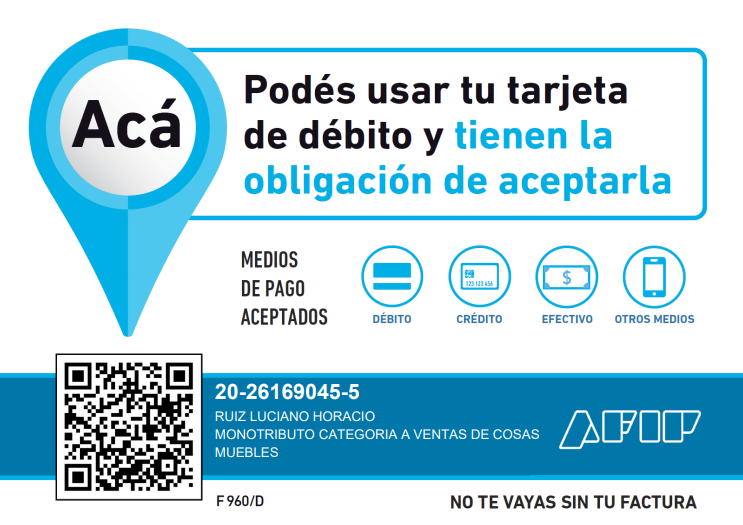 Acá
Podés usar tu tarjeta
de débito y tienen la
obligación de aceptarla
MEDIOS
DE PAGO
ACEPTADOS
DÉBITO
123 123 456
CRÉDITO
$
EFECTIVO
OTROS MEDIOS
20-26169045-5
RUIZ LUCIANO HORACIO
MONOTRIBUTO CATEGORIA A VENTAS DE COSAS
MUEBLES
AFIP
F 960/D
NO TE VAYAS SIN TU FACTURA